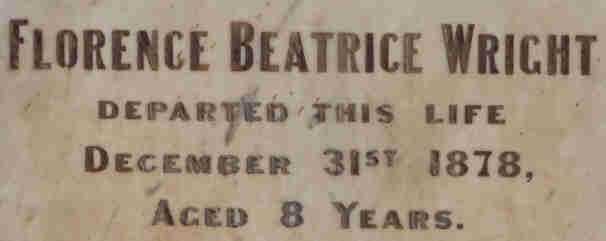 FLORENCE BEATRICE WRIGHT
DEPARTED THIS LIFE
DECEMBER 31ST 1878,
AGED 8 YEARS.